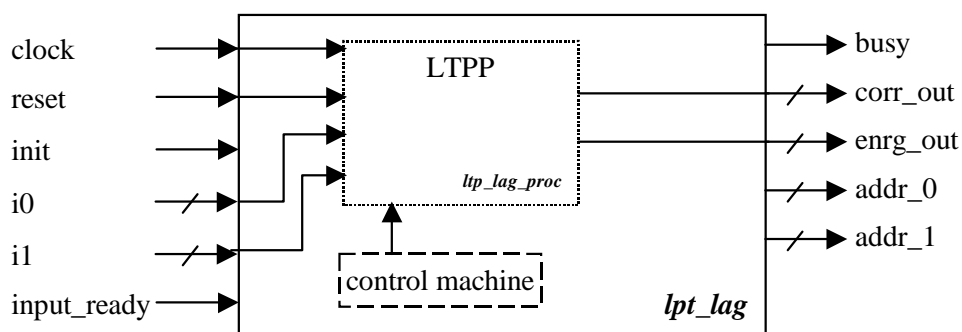 clock
reset
init
i0
i1
input_ready
LTPP
ltp_lag_proc
control machine
lpt_lag
busy
corr_out
enrg_out
addr_0
addr_1